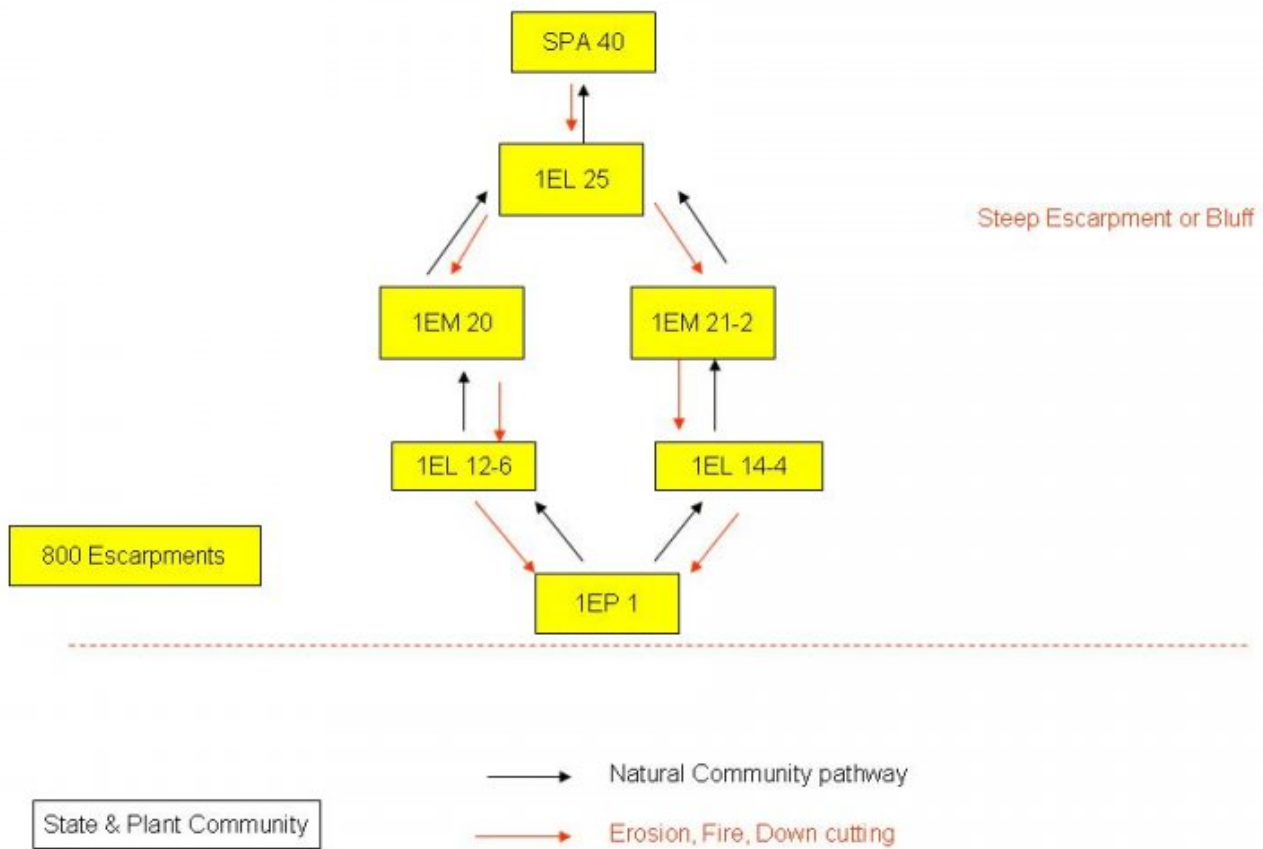 SPA 40
1EL 25
Steep Escarpment or Bluff
1EM 20
1EM 21-2
1EL 12-6
1EL 14-4
800 Escarpments
1EP 1
Natural Community pathway
State & Plant Community
Erosion, Fire, Down cutting